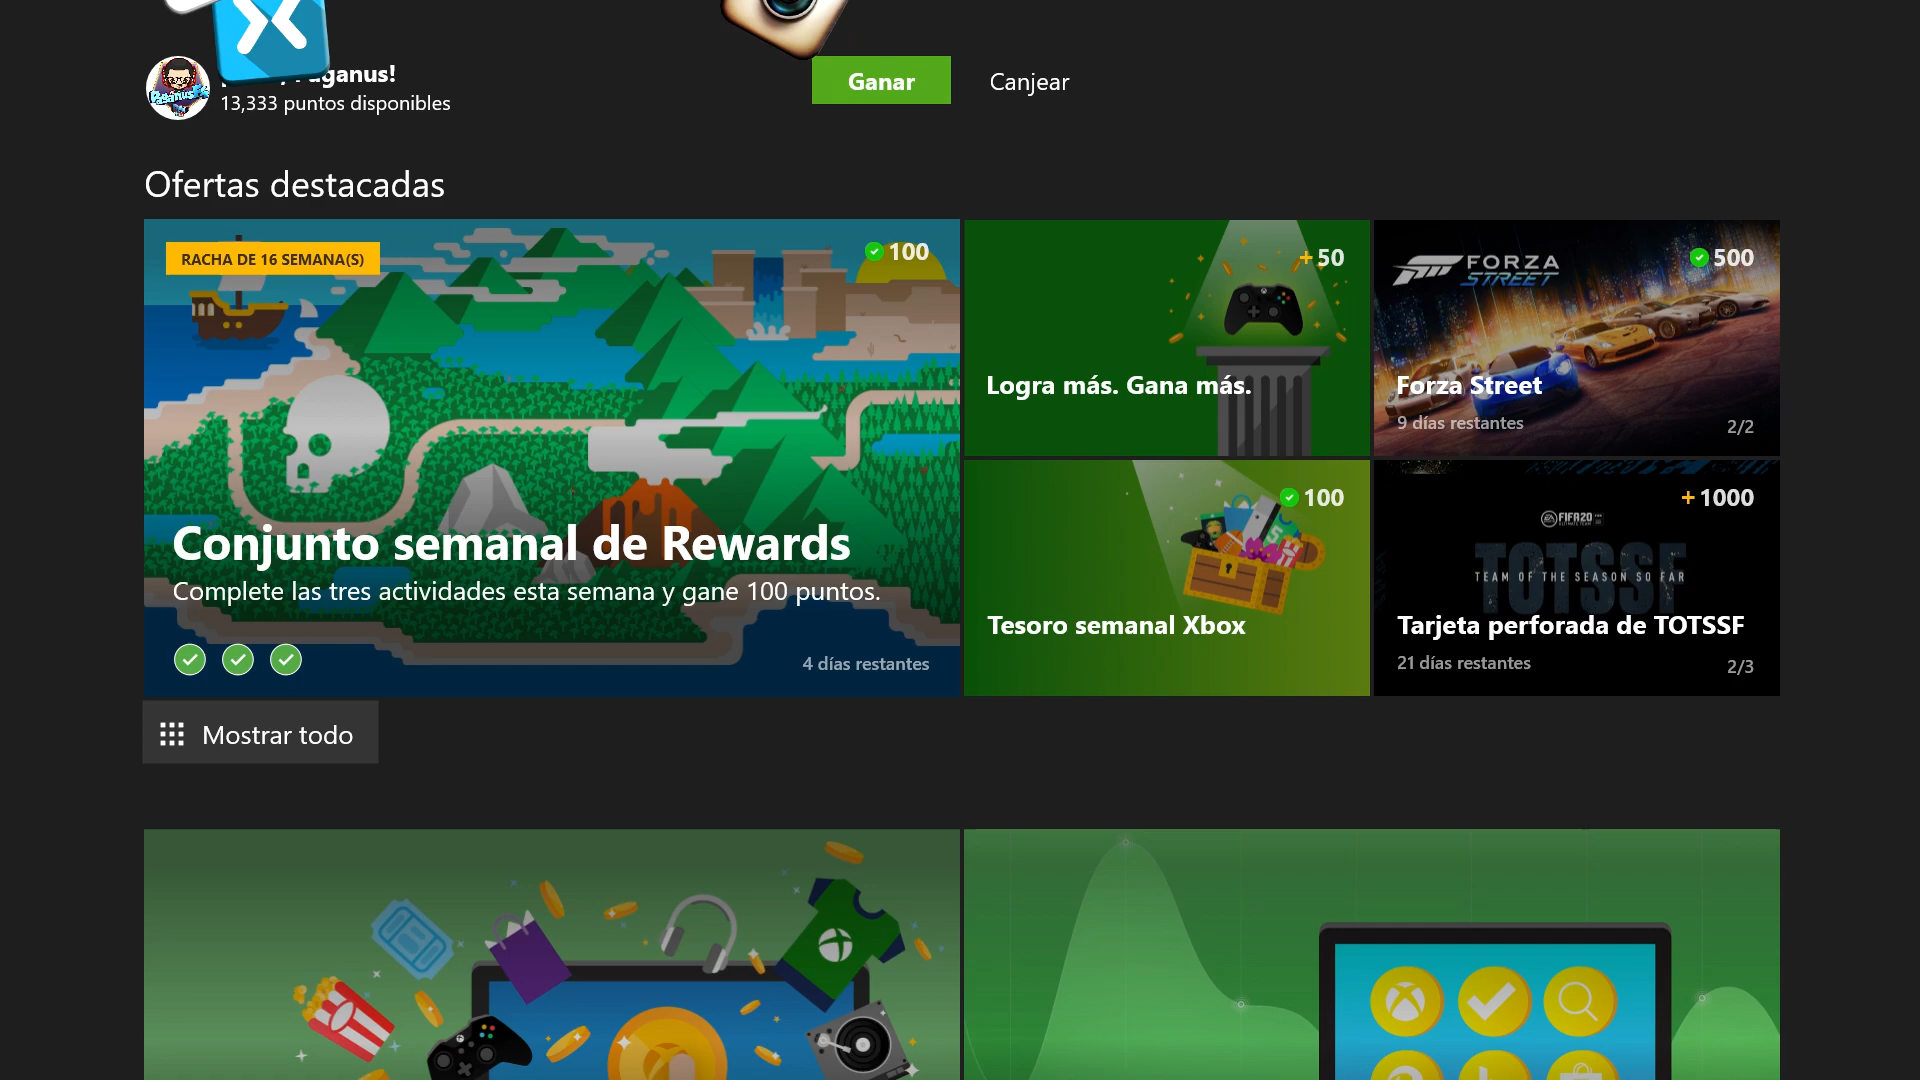 aganus!
13,333 puntos disponibles
Ganar
Canjear
Ofertas destacadas
RACHA DE 16 SEMANA(S)
100
Conjunto semanal de Rewards
Complete las tres actividades esta semana y gane 100 puntos.
4 días restantes
+50
Logra más. Gana más.
FORZA
STREET
500
Forza Street
9 días restantes
2/2
100
Tesoro semanal Xbox
+1000
FIFA20
TOTSSF
TEAM OF THE SEASON SO FAR
Tarjeta perforada de TOTSSF
21 días restantes
2/3
Mostrar todo